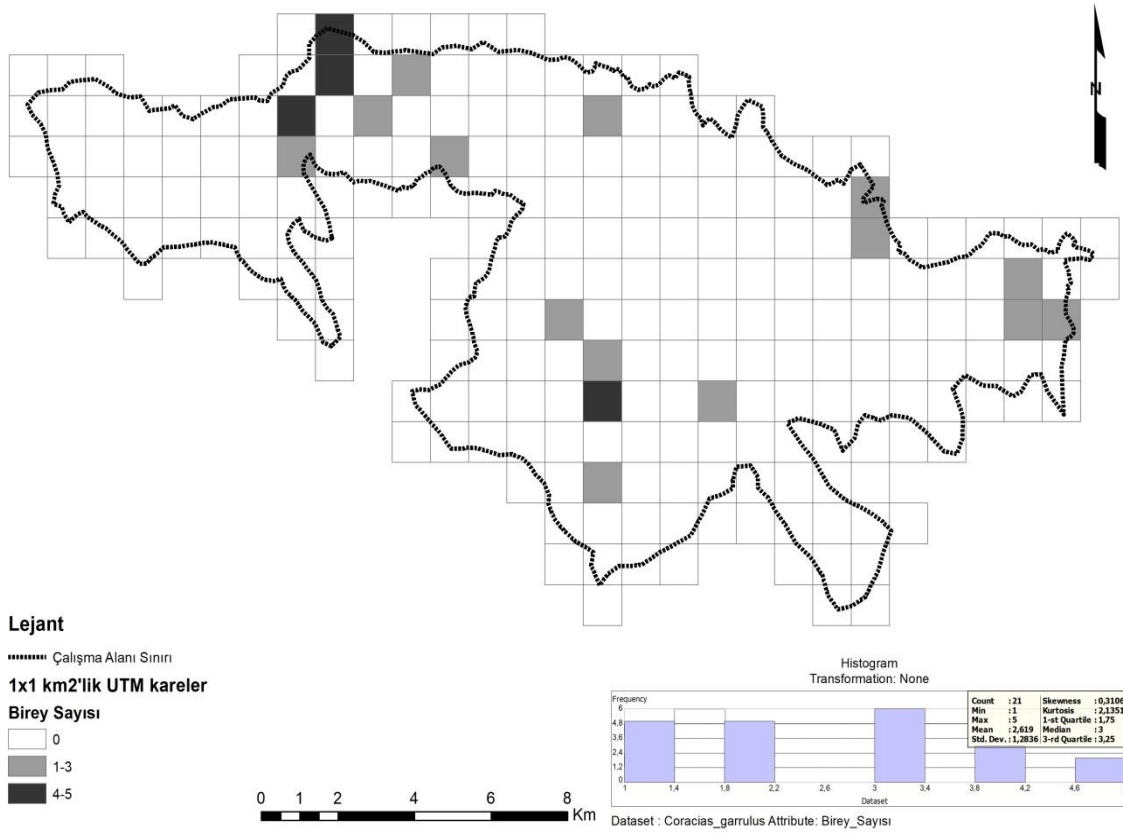 N
Lejant
Çalışma Alanı Sınırı
1x1 km2'lik UTM kareler
Birey Sayısı
0
1-3
4-5
0 1 2 4 6 8
Km
Histogram
Transformation: None
Frequency
6
4,8
3,6
2,4
1,2
0
1 1,4 1,8 2,2 2,6 3 3,4 3,8 4,2 4,6
Dataset
Count : 21 Skewness : 0,3106
Min : 1 Kurtosis : 2,1351
Max : 5 1-st Quartile : 1,75
Mean : 2,619 Median : 3
Std. Dev. : 1,2836 3-rd Quartile : 3,25
Dataset : Coracias_garrulus Attribute: Birey_Sayısı